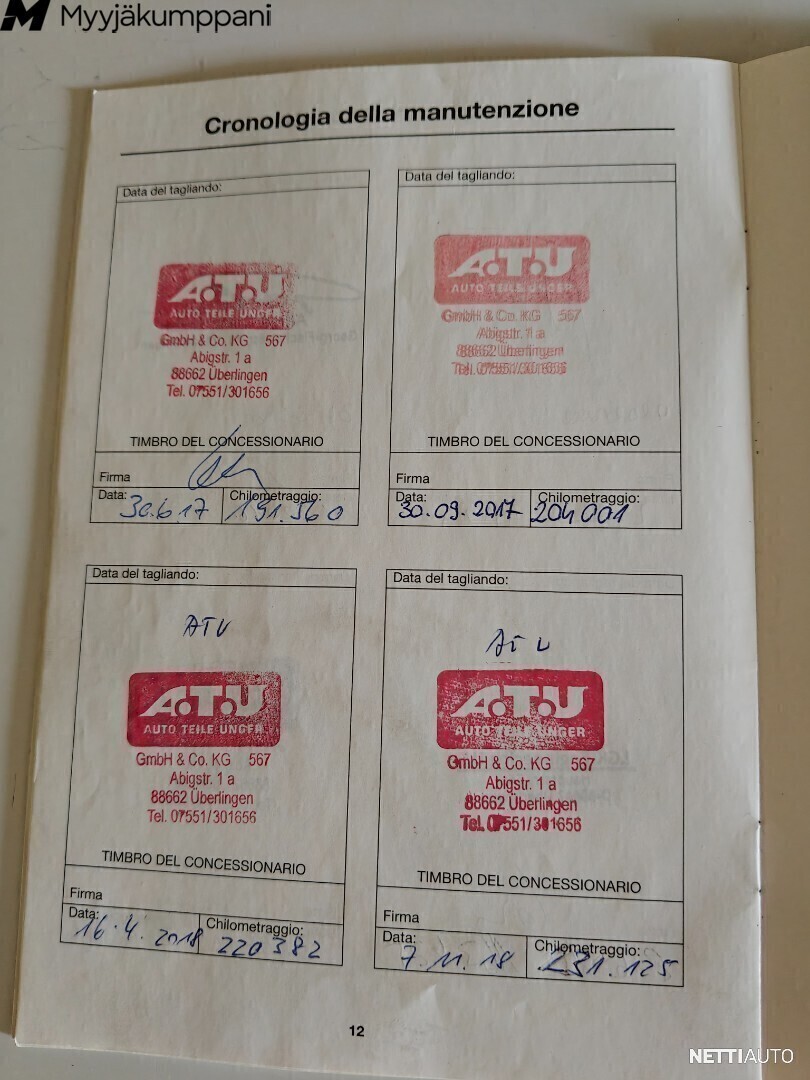 Myyjäkumppani
Cronologia della manutenzione
Data del tagliando:
A.T.U
AUTO TEILE UNGER
GmbH & Co. KG 567
Abigstr. 1 a
88662 Überlingen
Tel. 07551/301656
TIMBRO DEL CONCESSIONARIO
Firma
Data: Chilometraggio:
30.6.17 191.560
Data del tagliando:
A.T.U
AUTO TEILE UNGER
GmbH & Co. KG 567
Abigstr. 1 a
88662 Überlingen
Tel. 07551/301656
TIMBRO DEL CONCESSIONARIO
Firma
Data: Chilometraggio:
30.09.2017 204001
Data del tagliando:
ATU
A.T.U
AUTO TEILE UNGER
GmbH & Co. KG 567
Abigstr. 1 a
88662 Überlingen
Tel. 07551/301656
TIMBRO DEL CONCESSIONARIO
Firma
Data: Chilometraggio:
16.4.2018 220382
Data del tagliando:
ATU
A.T.U
AUTO TEILE UNGER
GmbH & Co. KG 567
Abigstr. 1 a
88662 Überlingen
Tel. 07551/301656
TIMBRO DEL CONCESSIONARIO
Firma
Data: Chilometraggio:
7.11.18 231.125
12
NETTIAUTO